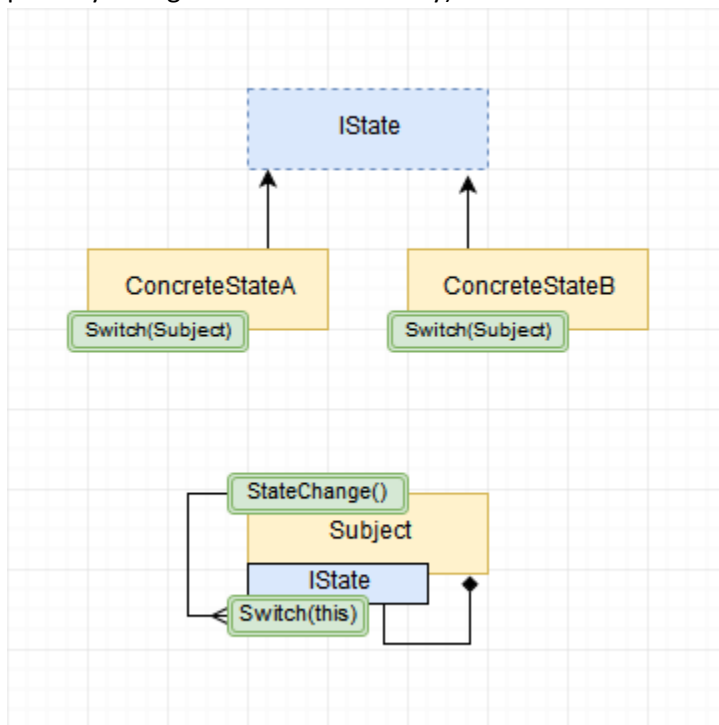 IState
ConcreteStateA
ConcreteStateB
Switch(Subject)
Switch(Subject)
StateChange()
Subject
IState
Switch(this)